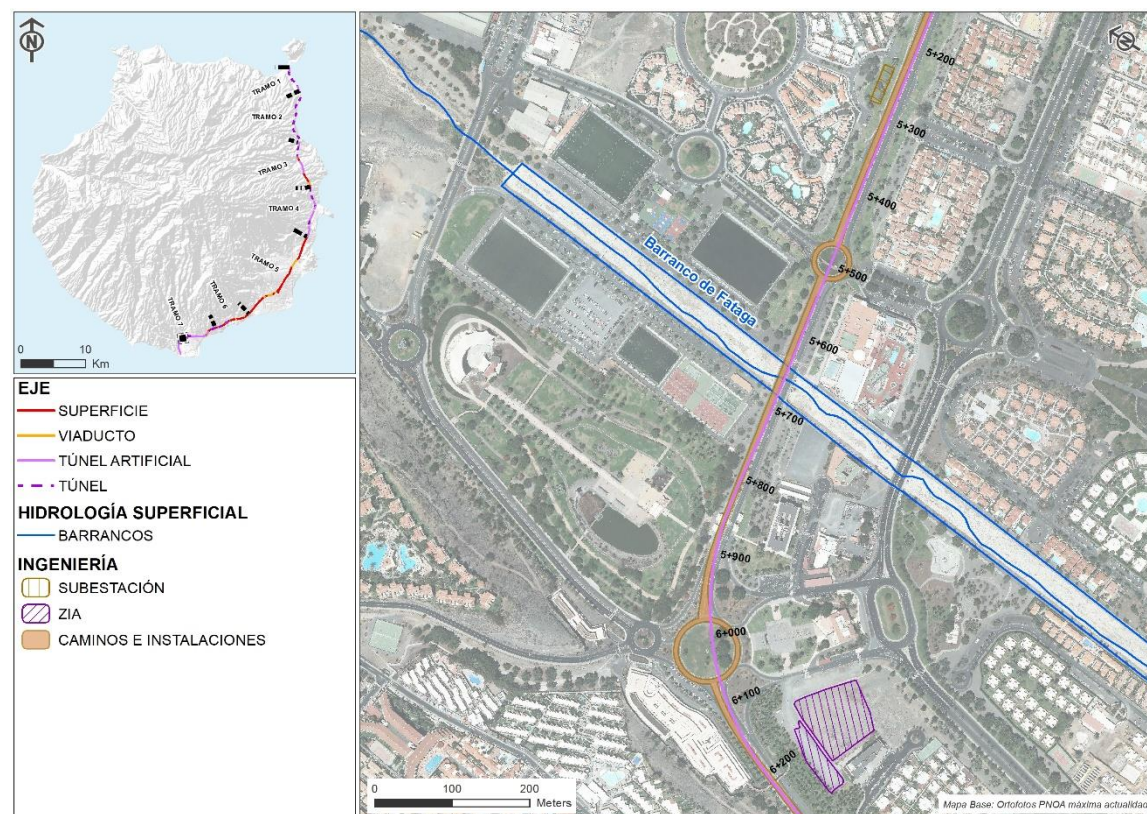 N
TRAMO 1
TRAMO 2
TRAMO 3
TRAMO 4
TRAMO 5
TRAMO 6
TRAMO 7
0 10
Km
EJE
SUPERFICIE
VIADUCTO
TÚNEL ARTIFICIAL
TÚNEL
HIDROLOGÍA SUPERFICIAL
BARRANCOS
INGENIERÍA
SUBESTACIÓN
ZIA
CAMINOS E INSTALACIONES
N
5+200
5+300
5+400
5+500
Barranco de Fataga
5+600
5+700
5+800
5+900
6+000
6+100
6+200
0 100 200
Meters
Mapa Base: Ortofotos PNOA máxima actualidad